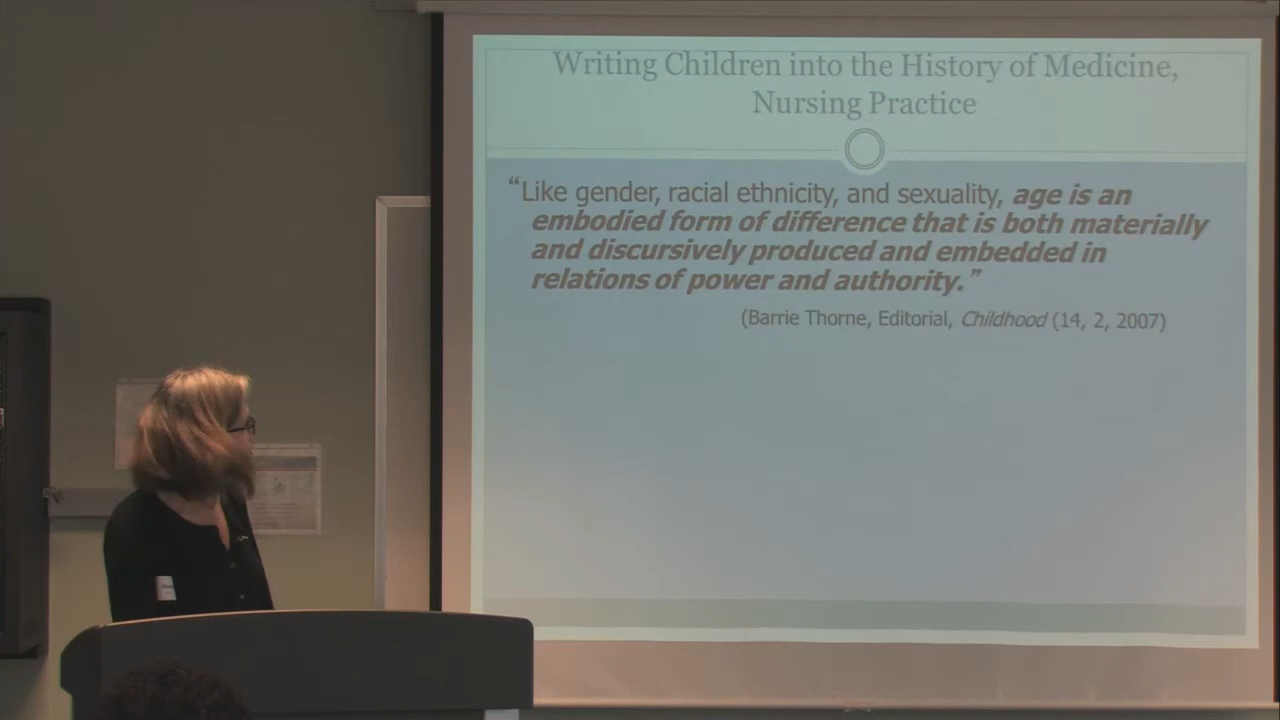 Writing Children into the History of Medicine,
Nursing Practice
“Like gender, racial ethnicity, and sexuality, age is an
embodied form of difference that is both materially
and discursively produced and embedded in
relations of power and authority.”
(Barrie Thorne, Editorial, Childhood (14, 2, 2007)